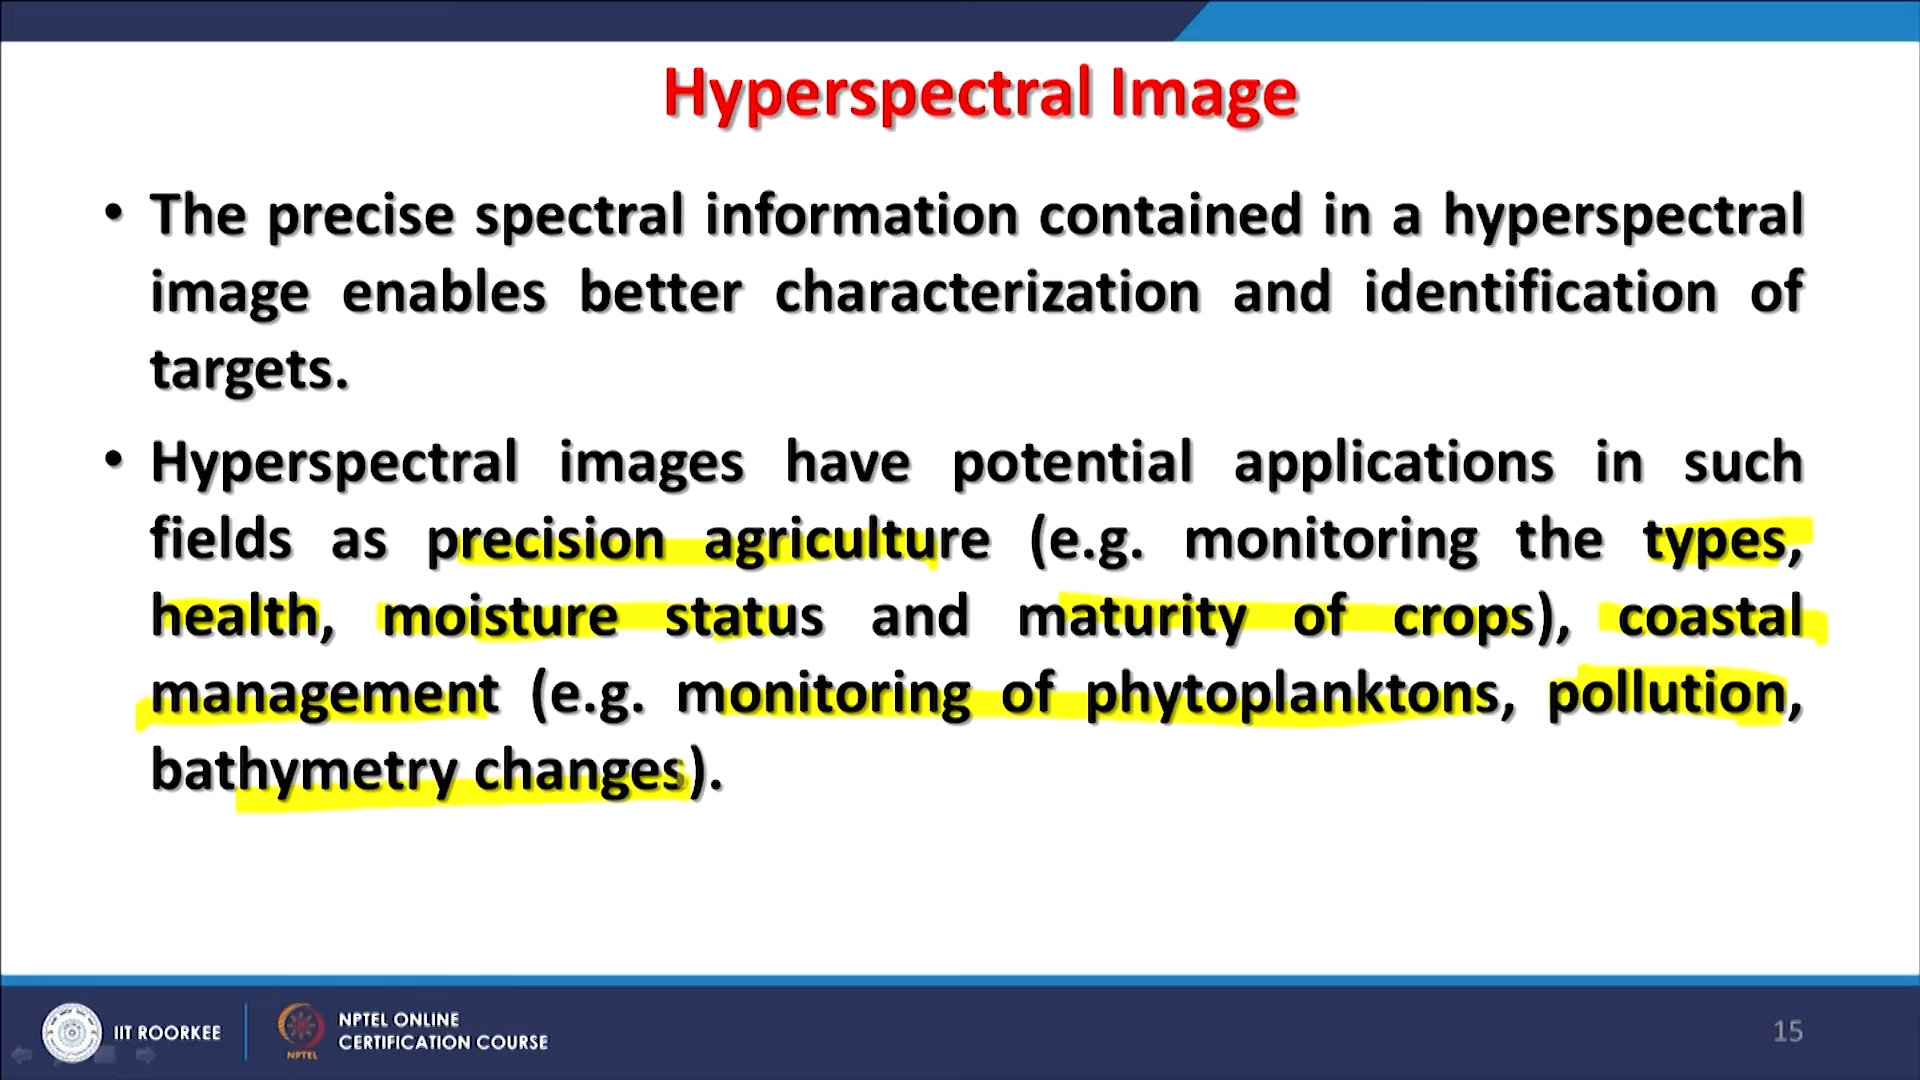 Hyperspectral Image
• The precise spectral information contained in a hyperspectral
image enables better characterization and identification of
targets.
• Hyperspectral images have potential applications in such
fields as precision agriculture (e.g. monitoring the types,
health, moisture status and maturity of crops), coastal
management (e.g. monitoring of phytoplanktons, pollution,
bathymetry changes).
IIT ROORKEE
NPTEL
NPTEL ONLINE
CERTIFICATION COURSE
15